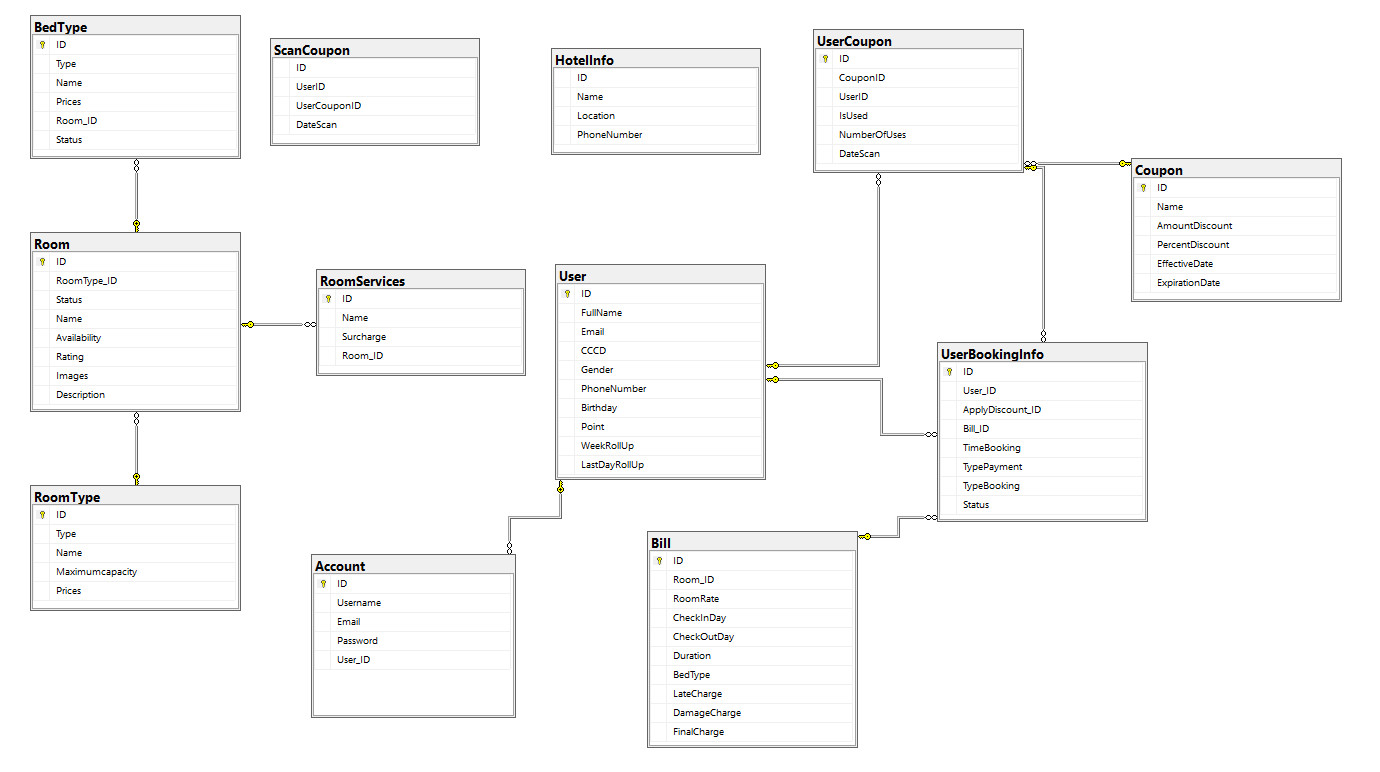 BedType
ID
Type
Name
Prices
Room_ID
Status
ScanCoupon
ID
UserID
UserCouponID
DateScan
HotelInfo
ID
Name
Location
PhoneNumber
UserCoupon
ID
CouponID
UserID
IsUsed
NumberOfUses
DateScan
Coupon
ID
Name
AmountDiscount
PercentDiscount
EffectiveDate
ExpirationDate
Room
ID
RoomType_ID
Status
Name
Availability
Rating
Images
Description
RoomServices
ID
Name
Surcharge
Room_ID
User
ID
FullName
Email
CCCD
Gender
PhoneNumber
Birthday
Point
WeekRollUp
LastDayRollUp
UserBookingInfo
ID
User_ID
ApplyDiscount_ID
Bill_ID
TimeBooking
TypePayment
TypeBooking
Status
RoomType
ID
Type
Name
Maximumcapacity
Prices
Account
ID
Username
Email
Password
User_ID
Bill
ID
Room_ID
RoomRate
CheckInDay
CheckOutDay
Duration
BedType
LateCharge
DamageCharge
FinalCharge